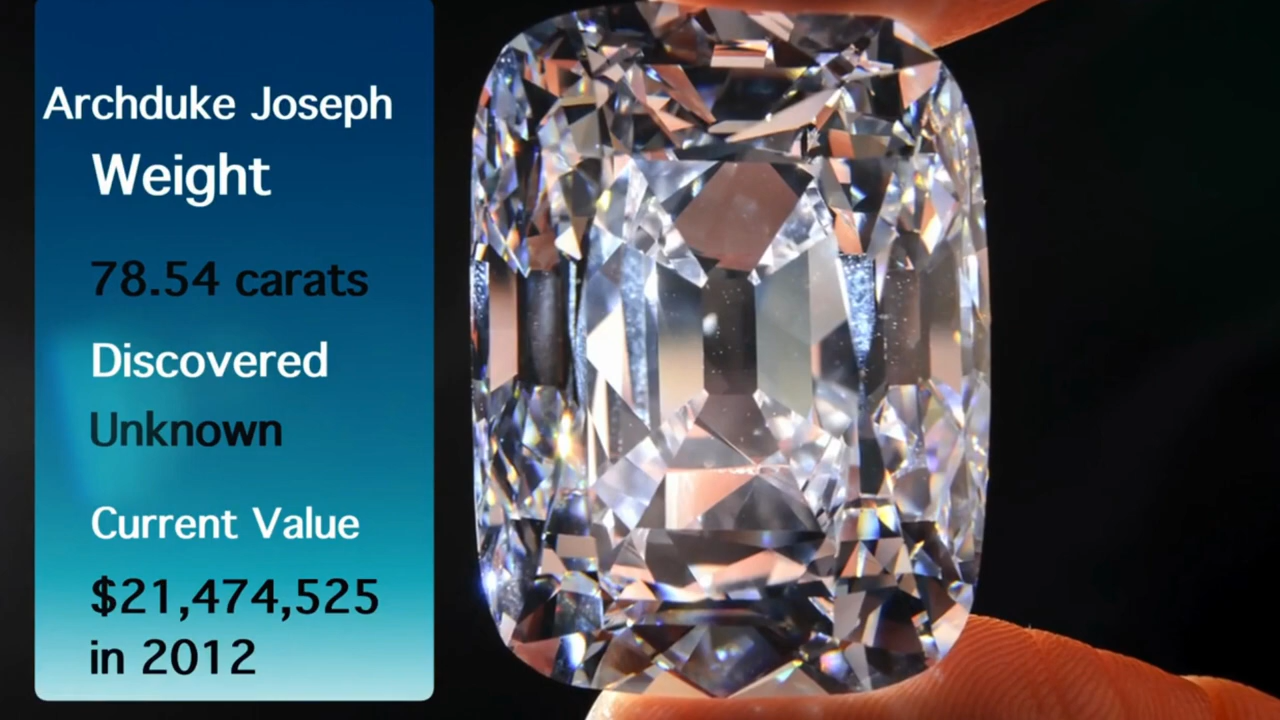 Archduke Joseph
Weight
78.54 carats
Discovered
Unknown
Current Value
$21,474,525
in 2012